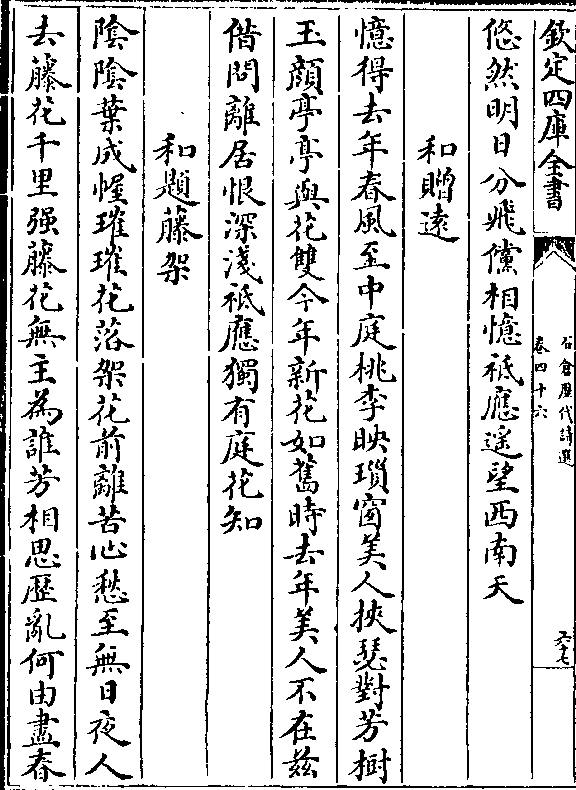 欽定四庫全書
石倉歷代詩選
卷四十六
悠然明日分飛儻相憶祇應遥望西南天
和贈遠
憶得去年春風至中庭桃李映瑣窗美人挾瑟對芳樹
玉顔亭亭與花雙今年新花如舊時去年美人不在兹
借問離居恨深淺祇應獨有庭花知
和題藤架
陰陰葉成幄璀璀花落架花前離苦心愁至無日夜人
去藤花千里强藤花無主為誰芳相思歴亂何由盡春